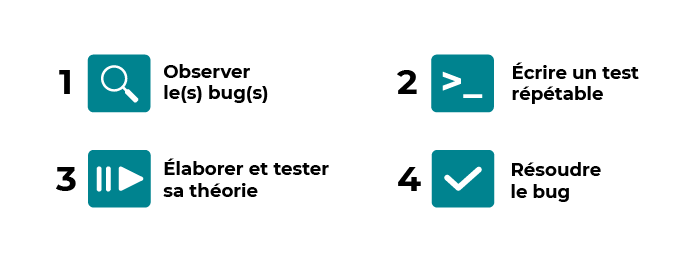 1
Observer
le(s) bug(s)
2
>_
Écrire un test
répétable
3
Élaborer et tester
sa théorie
4
Résoudre
le bug